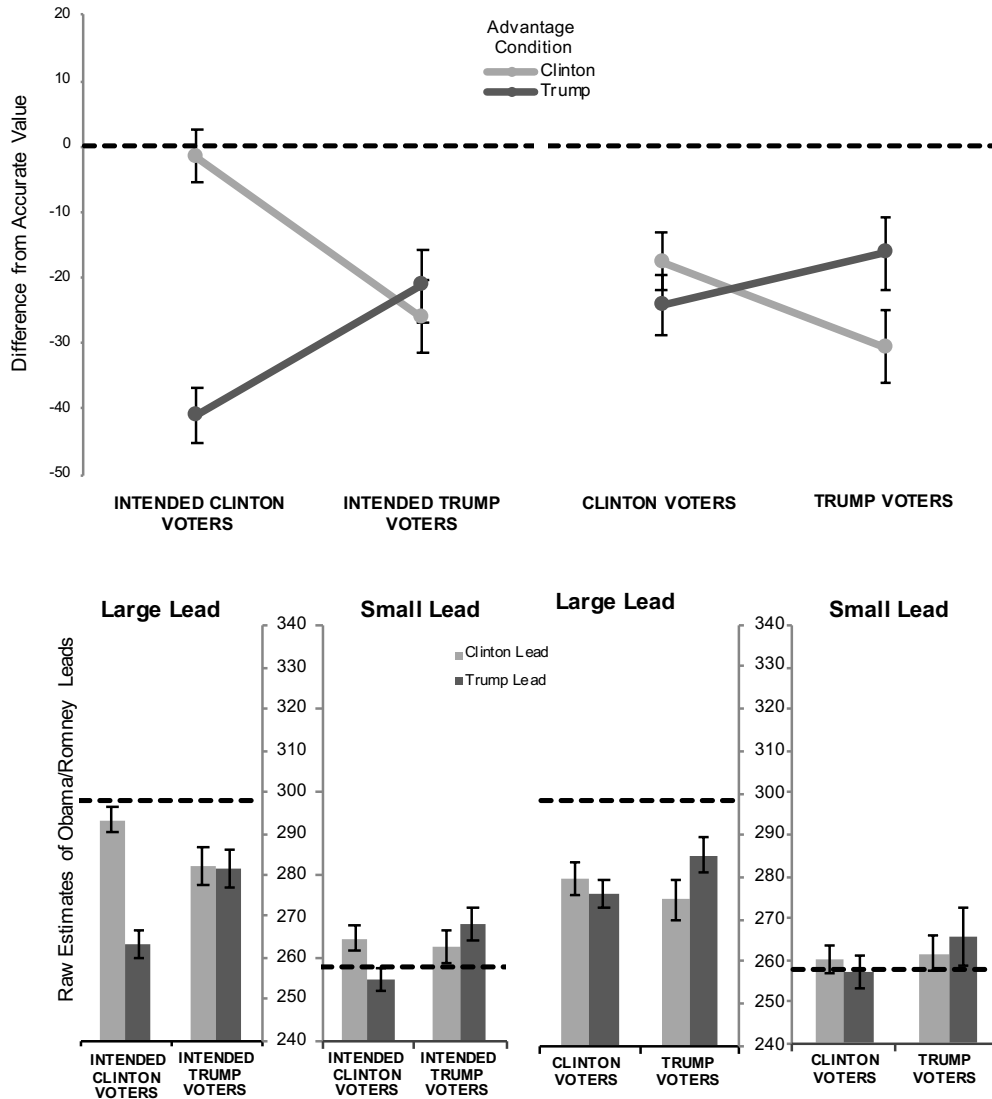 20
10
0
-10
-20
-30
-40
-50
Difference from Accurate Value
Advantage
Condition
Clinton
Trump
INTENDED CLINTON
VOTERS
INTENDED TRUMP
VOTERS
CLINTON VOTERS
TRUMP VOTERS
Raw Estimates of Obama/Romney Leads
Large Lead
340
330
320
310
300
290
280
270
260
250
240
INTENDED
CLINTON
VOTERS
INTENDED
TRUMP
VOTERS
Small Lead
Clinton Lead
Trump Lead
INTENDED
CLINTON
VOTERS
INTENDED
TRUMP
VOTERS
Large Lead
340
330
320
310
300
290
280
270
260
250
240
CLINTON
VOTERS
TRUMP
VOTERS
Small Lead
CLINTON
VOTERS
TRUMP
VOTERS